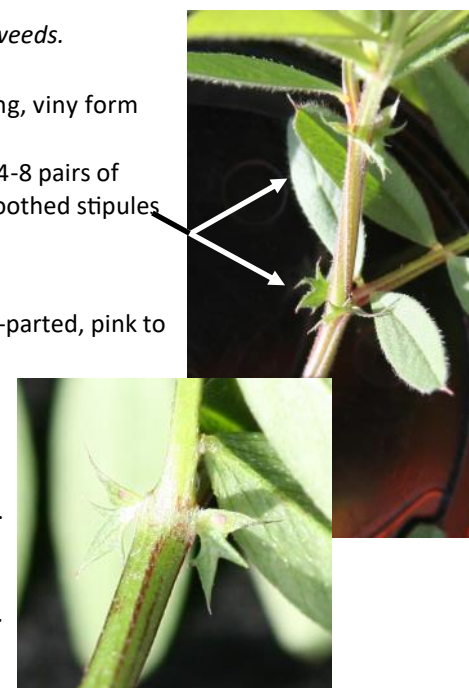 weeds.
ng, viny form
4-8 pairs of
oothed stipules
-parted, pink to
.
.